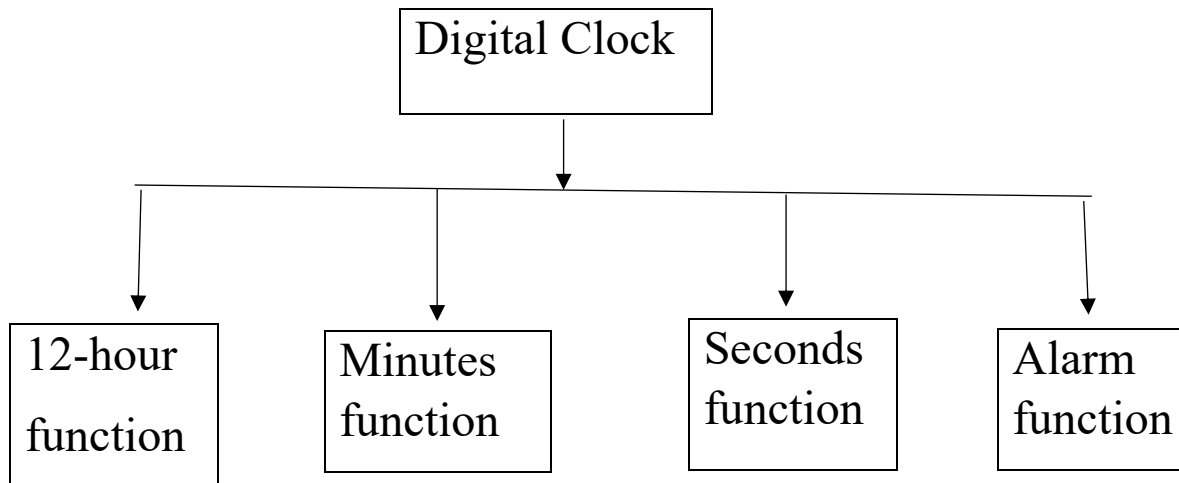 Digital Clock
12-hour
function
Minutes
function
Seconds
function
Alarm
function